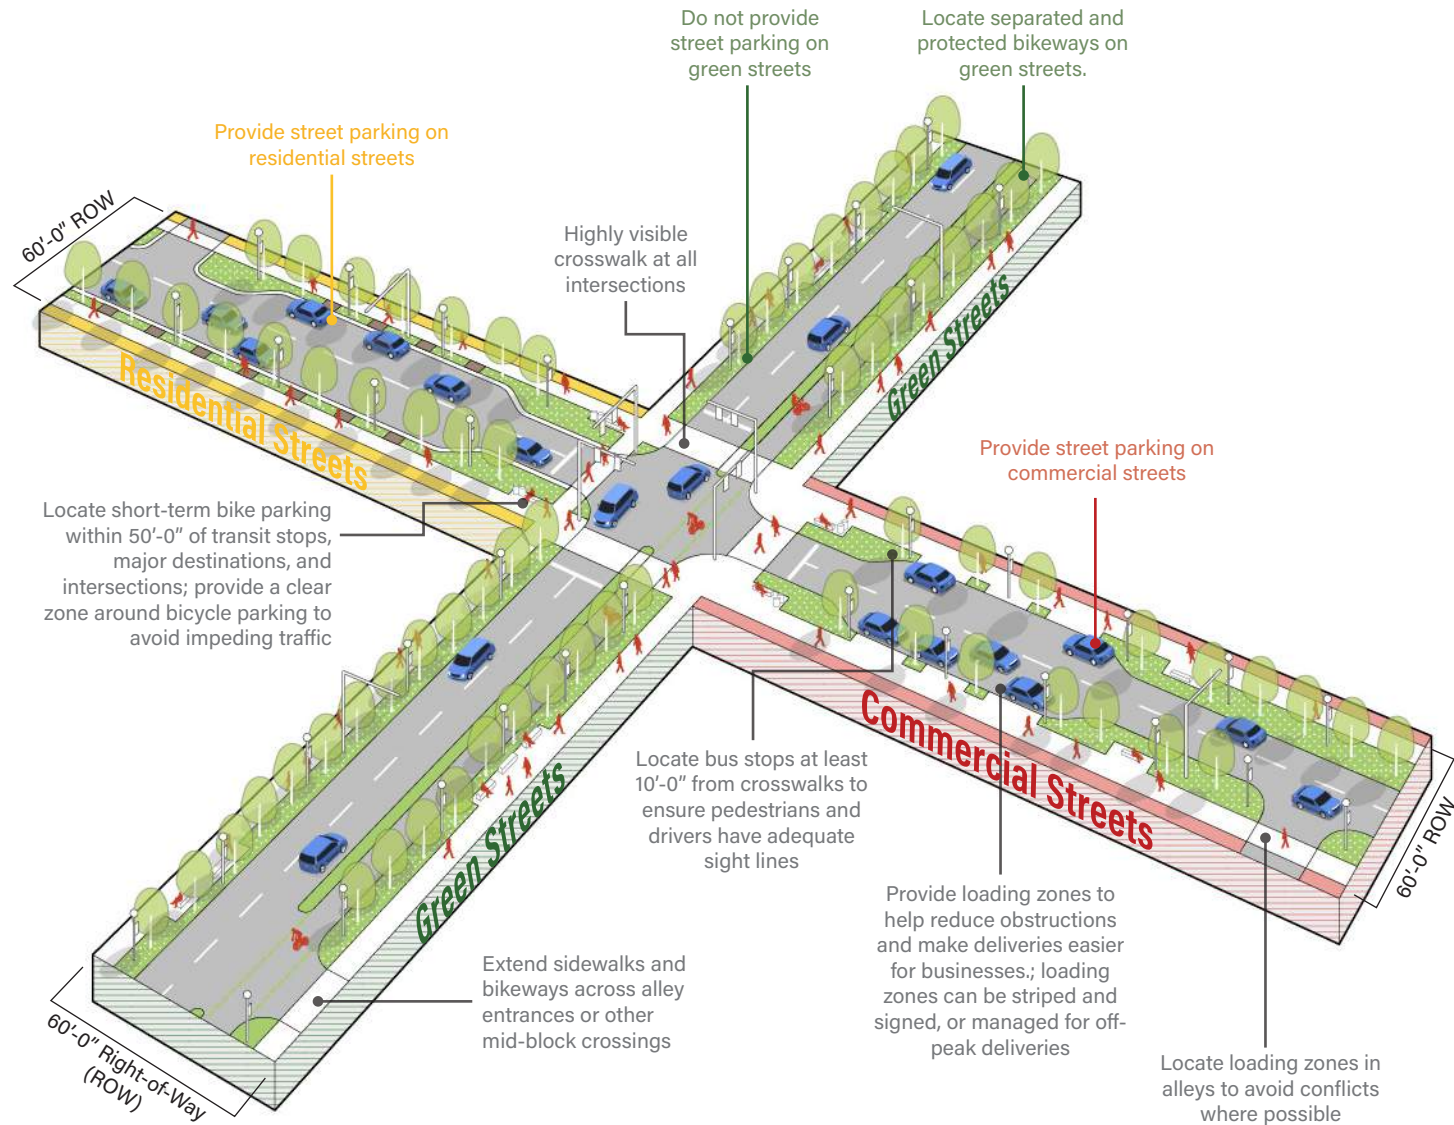 Do not provide
street parking on
green streets
Locate separated and
protected bikeways on
green streets.
Provide street parking on
residential streets
60'-0" ROW
Highly visible
crosswalk at all
intersections
Green Streets
Residential Streets
Provide street parking on
commercial streets
Locate short-term bike parking
within 50'-0" of transit stops,
major destinations, and
intersections; provide a clear
zone around bicycle parking to
avoid impeding traffic
Commercial Streets
Locate bus stops at least
10'-0" from crosswalks to
ensure pedestrians and
drivers have adequate
sight lines
60'-0" ROW
Green Streets
Provide loading zones to
help reduce obstructions
and make deliveries easier
for businesses.; loading
zones can be striped and
signed, or managed for off-
peak deliveries
Extend sidewalks and
bikeways across alley
entrances or other
mid-block crossings
60'-0" Right-of-Way
(ROW)
Locate loading zones in
alleys to avoid conflicts
where possible